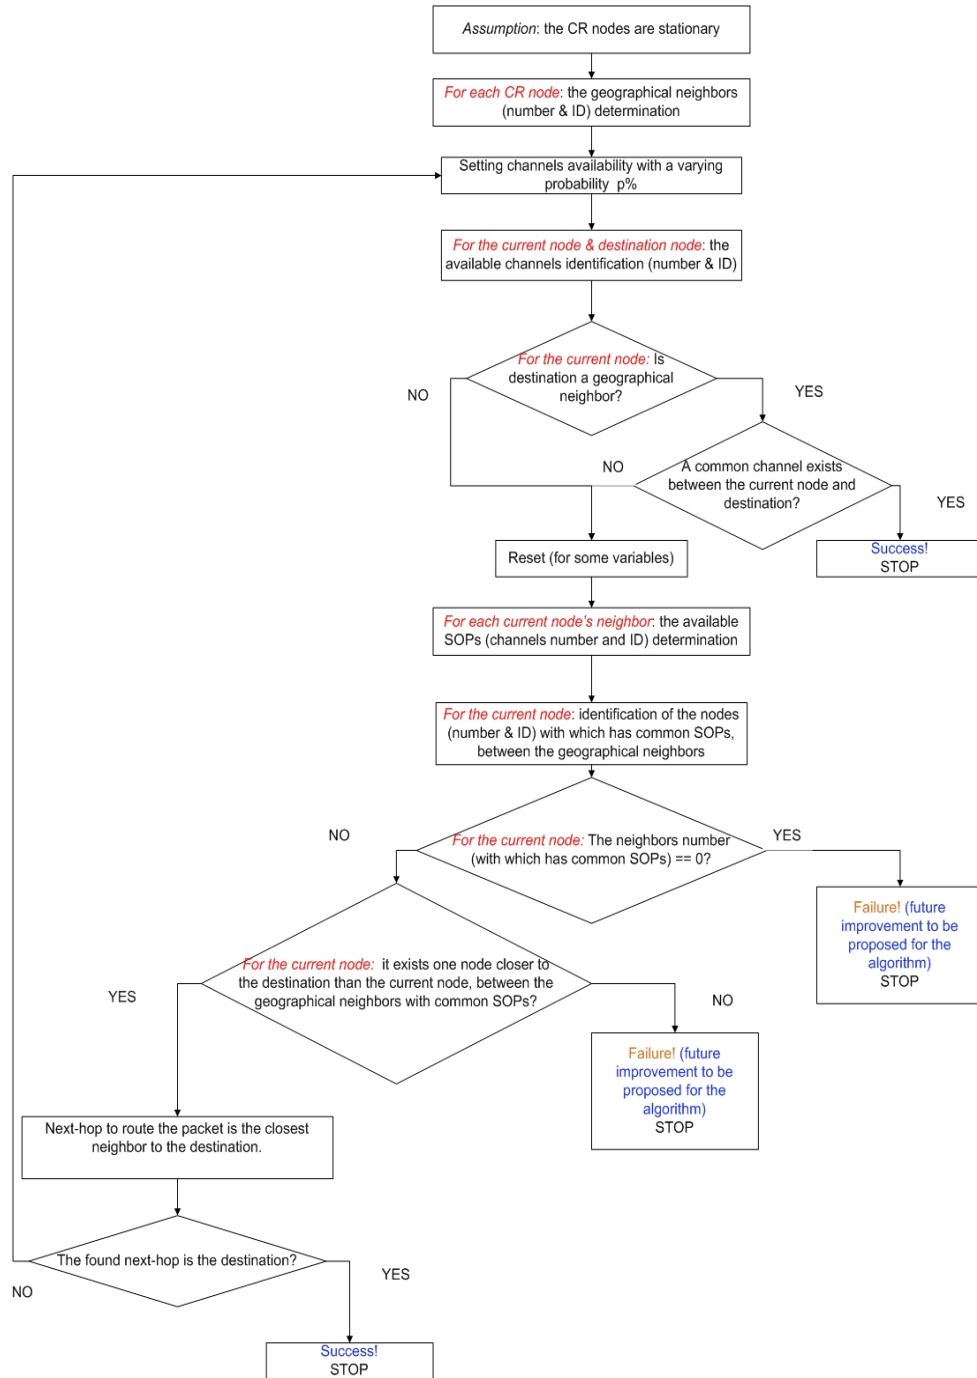 Assumption: the CR nodes are stationary
For each CR node: the geographical neighbors
(number & ID) determination
Setting channels availability with a varying
probability p%
For the current node & destination node: the
available channels identification (number & ID)
For the current node: Is
destination a geographical
neighbor?
NO
YES
A common channel exists
between the current node and
destination?
NO
YES
Success!
STOP
Reset (for some variables)
For each current node's neighbor: the available
SOPs (channels number and ID) determination
For the current node: identification of the nodes
(number & ID) with which has common SOPs,
between the geographical neighbors
For the current node: The neighbors number
(with which has common SOPs) == 0?
NO
YES
Failure! (future
improvement to be
proposed for the
algorithm)
STOP
For the current node: it exists one node closer to
the destination than the current node, between the
geographical neighbors with common SOPs?
YES
NO
Failure! (future
improvement to be
proposed for the
algorithm)
STOP
Next-hop to route the packet is the closest
neighbor to the destination.
The found next-hop is the destination?
NO
YES
Success!
STOP